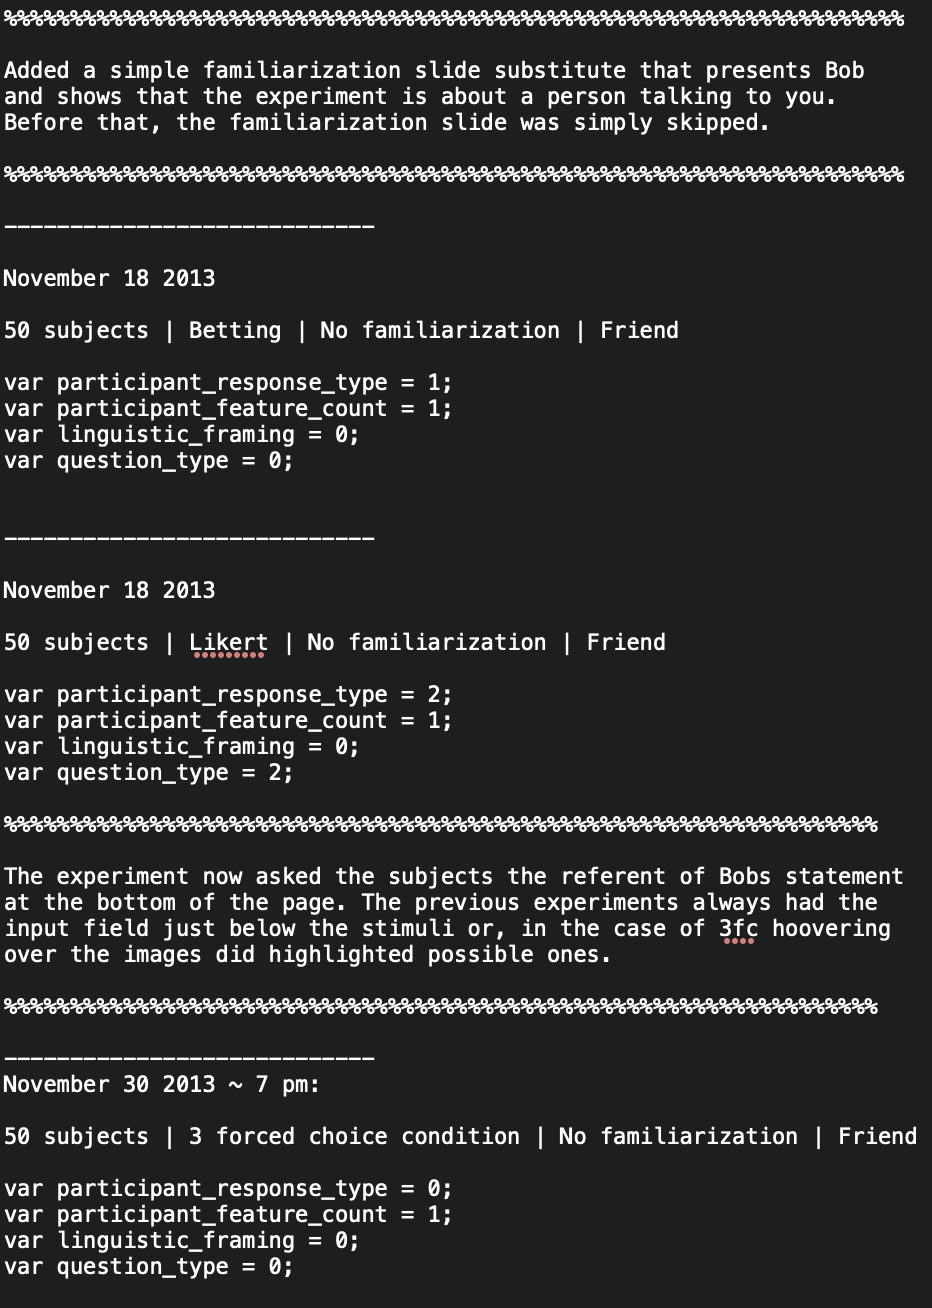 %%%%%%%%%%%%%%%%%%%%%%%%%%%%%%%%%%%%%%%%%%%%%%%%%%%%%%%%%%%%%%%%%%%%
Added a simple familiarization slide substitute that presents Bob
and shows that the experiment is about a person talking to you.
Before that, the familiarization slide was simply skipped.
%%%%%%%%%%%%%%%%%%%%%%%%%%%%%%%%%%%%%%%%%%%%%%%%%%%%%%%%%%%%%%%%%%%%
____________________________
November 18 2013
50 subjects | Betting | No familiarization | Friend
var participant_response_type = 1;
var participant_feature_count = 1;
var linguistic_framing = 0;
var question_type = 0;
____________________________
November 18 2013
50 subjects | Likert | No familiarization | Friend
var participant_response_type = 2;
var participant_feature_count = 1;
var linguistic_framing = 0;
var question_type = 2;
%%%%%%%%%%%%%%%%%%%%%%%%%%%%%%%%%%%%%%%%%%%%%%%%%%%%%%%%%%%%%%%%%%
The experiment now asked the subjects the referent of Bobs statement
at the bottom of the page. The previous experiments always had the
input field just below the stimuli or, in the case of 3fc hoovering
over the images did highlighted possible ones.
%%%%%%%%%%%%%%%%%%%%%%%%%%%%%%%%%%%%%%%%%%%%%%%%%%%%%%%%%%%%%%%%%%
____________________________
November 30 2013 ~ 7 pm:
50 subjects | 3 forced choice condition | No familiarization | Friend
var participant_response_type = 0;
var participant_feature_count = 1;
var linguistic_framing = 0;
var question_type = 0;